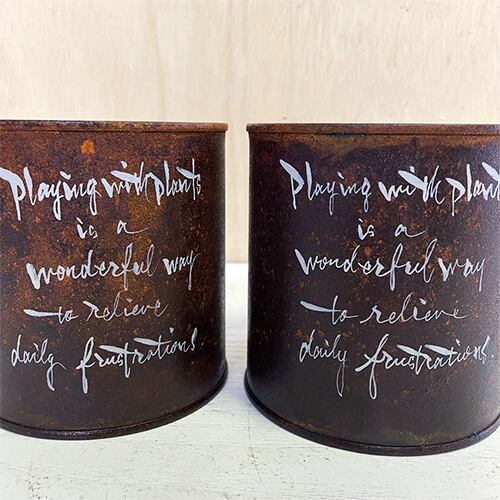 Playing with plants
is a
wonderful way
to relieve
daily frustrations.
Playing with plant
is a
wonderful way
to relieve
daily frustrations.